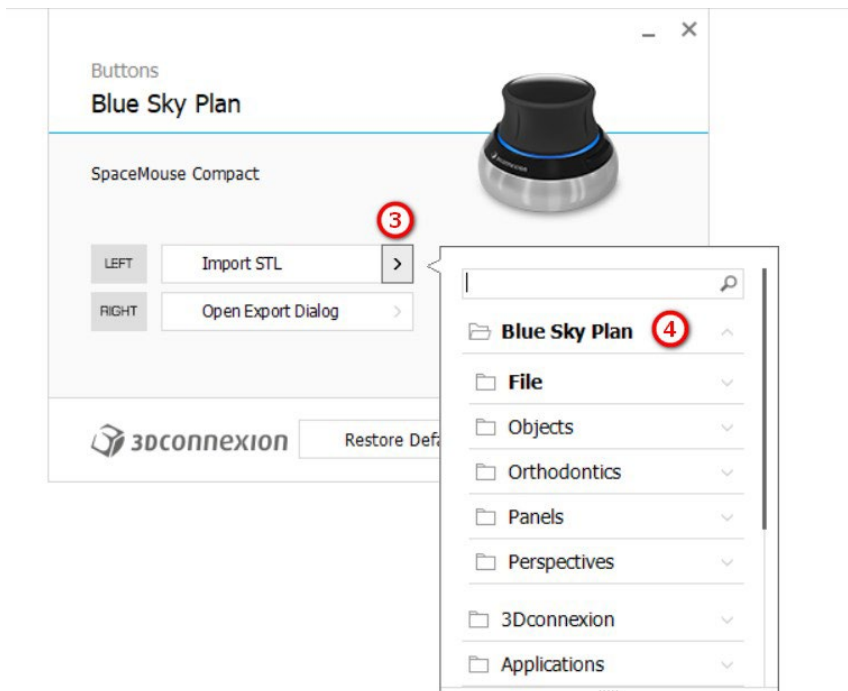 Buttons
Blue Sky Plan
SpaceMouse Compact
3
LEFT Import STL >
RIGHT Open Export Dialog >
Blue Sky Plan 4
File
Objects
Orthodontics
Panels
Perspectives
3Dconnexion
Applications
3Dconnexion Restore Defa